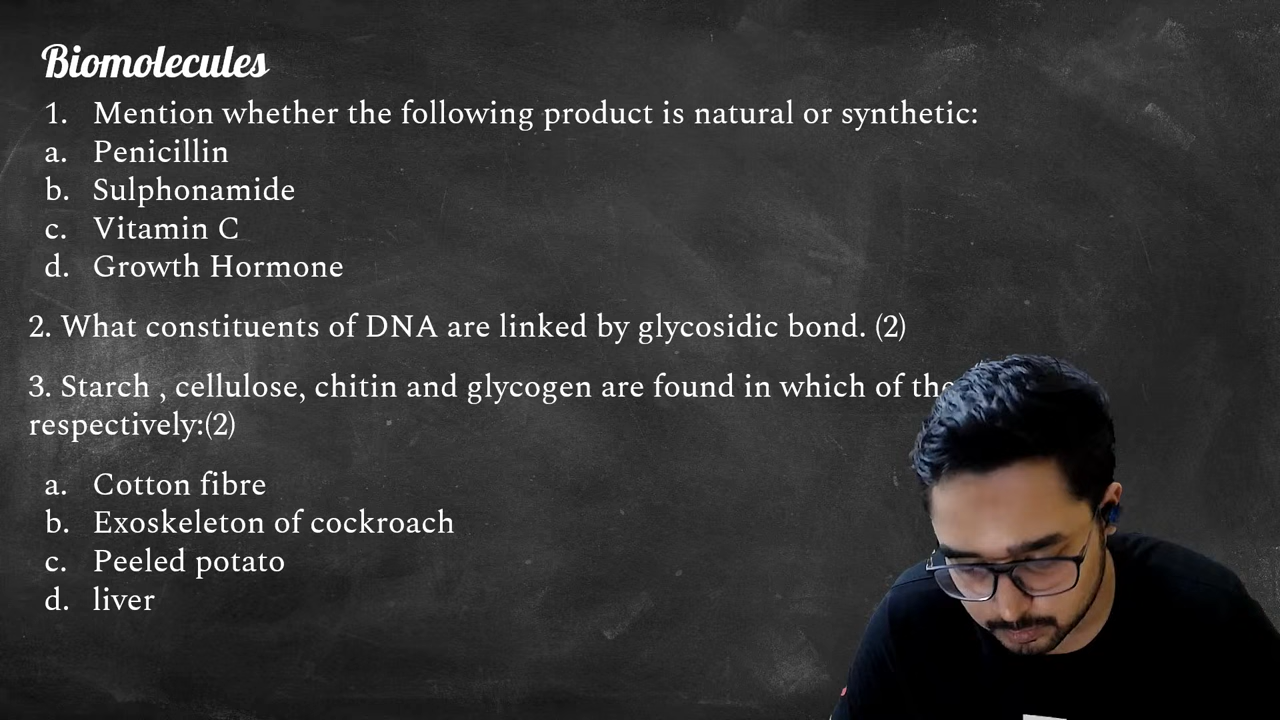 Biomolecules
1. Mention whether the following product is natural or synthetic:
a. Penicillin
b. Sulphonamide
c. Vitamin C
d. Growth Hormone
2. What constituents of DNA are linked by glycosidic bond. (2)
3. Starch , cellulose, chitin and glycogen are found in which of the
respectively:(2)
a. Cotton fibre
b. Exoskeleton of cockroach
c. Peeled potato
d. liver